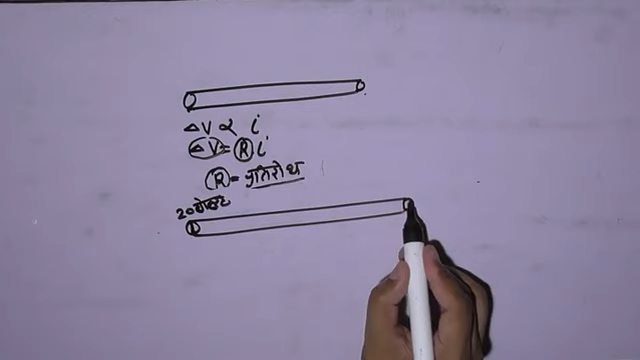 ΔV ∝ i
ΔV = R i
R = प्रतिरोध
20 वोल्ट